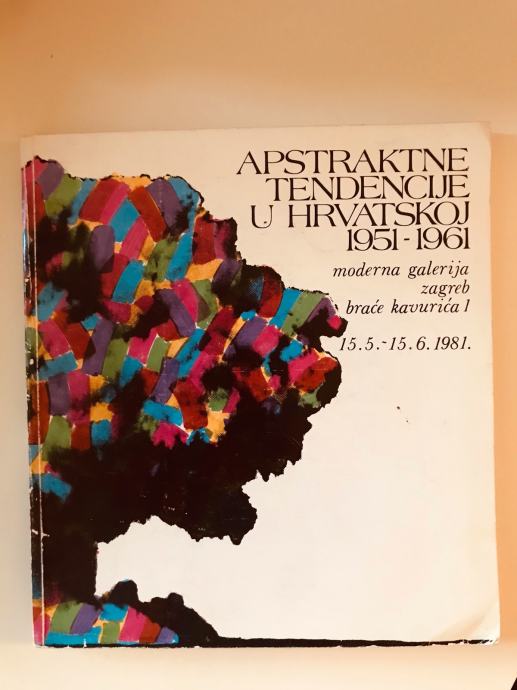 APSTRAKTNE
TENDENCIJE
U HRVATSKOJ
1951-1961
moderna galerija
zagreb
braće kavurića 1
15.5.-15.6.1981.